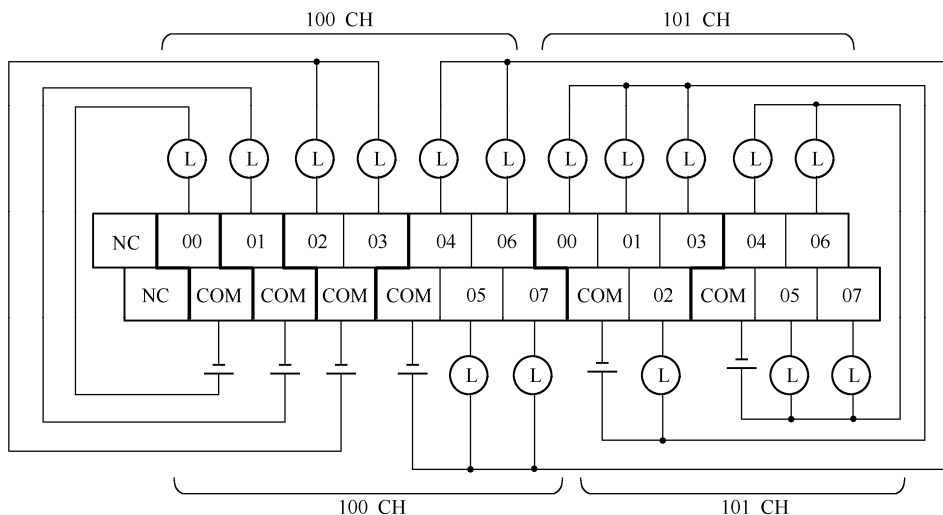 100 CH 101 CH
L L L L L L L L L L L
NC 00 01 02 03 04 06 00 01 03 04 06
NC COM COM COM COM 05 07 COM 02 COM 05 07
L L L L L
100 CH 101 CH